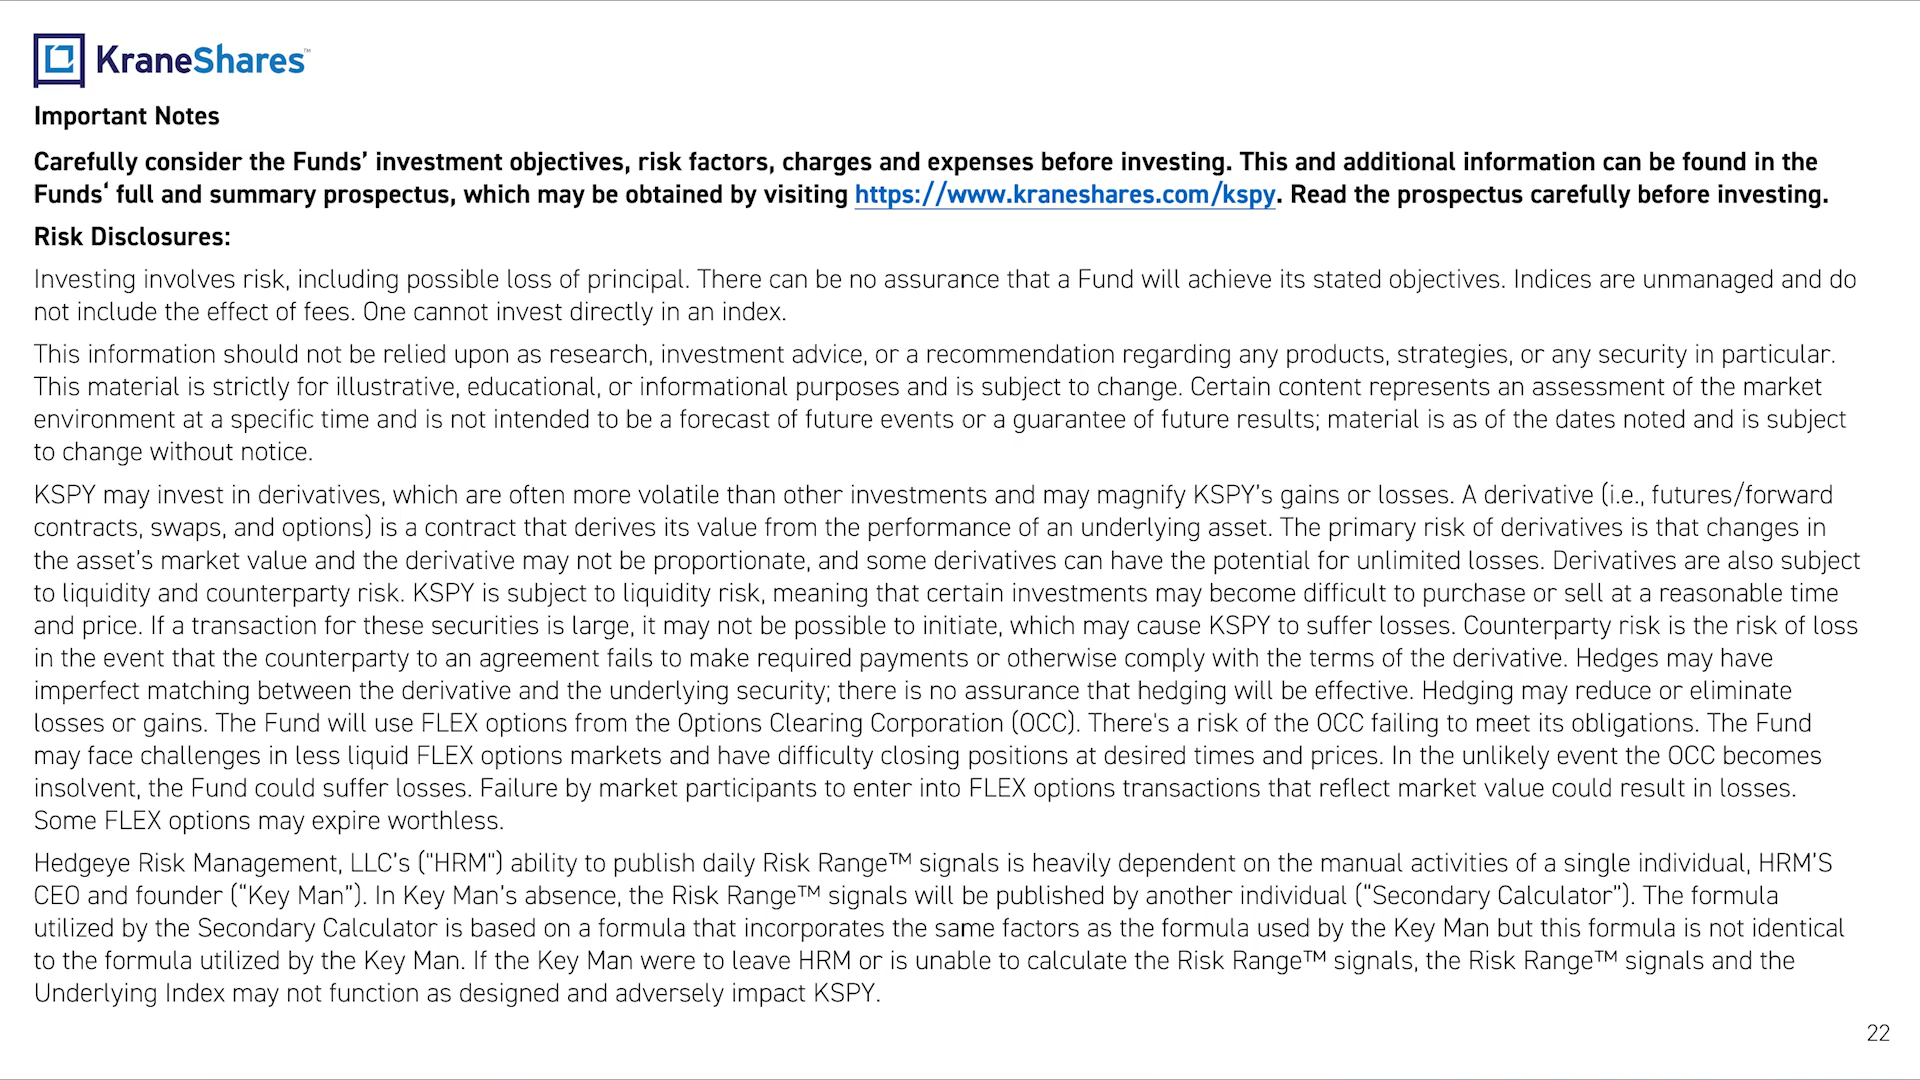 KraneShares™
Important Notes
Carefully consider the Funds’ investment objectives, risk factors, charges and expenses before investing. This and additional information can be found in the
Funds‘ full and summary prospectus, which may be obtained by visiting https://www.kraneshares.com/kspy. Read the prospectus carefully before investing.
Risk Disclosures:
Investing involves risk, including possible loss of principal. There can be no assurance that a Fund will achieve its stated objectives. Indices are unmanaged and do
not include the effect of fees. One cannot invest directly in an index.
This information should not be relied upon as research, investment advice, or a recommendation regarding any products, strategies, or any security in particular.
This material is strictly for illustrative, educational, or informational purposes and is subject to change. Certain content represents an assessment of the market
environment at a specific time and is not intended to be a forecast of future events or a guarantee of future results; material is as of the dates noted and is subject
to change without notice.
KSPY may invest in derivatives, which are often more volatile than other investments and may magnify KSPY’s gains or losses. A derivative (i.e., futures/forward
contracts, swaps, and options) is a contract that derives its value from the performance of an underlying asset. The primary risk of derivatives is that changes in
the asset’s market value and the derivative may not be proportionate, and some derivatives can have the potential for unlimited losses. Derivatives are also subject
to liquidity and counterparty risk. KSPY is subject to liquidity risk, meaning that certain investments may become difficult to purchase or sell at a reasonable time
and price. If a transaction for these securities is large, it may not be possible to initiate, which may cause KSPY to suffer losses. Counterparty risk is the risk of loss
in the event that the counterparty to an agreement fails to make required payments or otherwise comply with the terms of the derivative. Hedges may have
imperfect matching between the derivative and the underlying security; there is no assurance that hedging will be effective. Hedging may reduce or eliminate
losses or gains. The Fund will use FLEX options from the Options Clearing Corporation (OCC). There's a risk of the OCC failing to meet its obligations. The Fund
may face challenges in less liquid FLEX options markets and have difficulty closing positions at desired times and prices. In the unlikely event the OCC becomes
insolvent, the Fund could suffer losses. Failure by market participants to enter into FLEX options transactions that reflect market value could result in losses.
Some FLEX options may expire worthless.
Hedgeye Risk Management, LLC’s ("HRM") ability to publish daily Risk Range™ signals is heavily dependent on the manual activities of a single individual, HRM’S
CEO and founder (“Key Man”). In Key Man’s absence, the Risk Range™ signals will be published by another individual (“Secondary Calculator”). The formula
utilized by the Secondary Calculator is based on a formula that incorporates the same factors as the formula used by the Key Man but this formula is not identical
to the formula utilized by the Key Man. If the Key Man were to leave HRM or is unable to calculate the Risk Range™ signals, the Risk Range™ signals and the
Underlying Index may not function as designed and adversely impact KSPY.
22